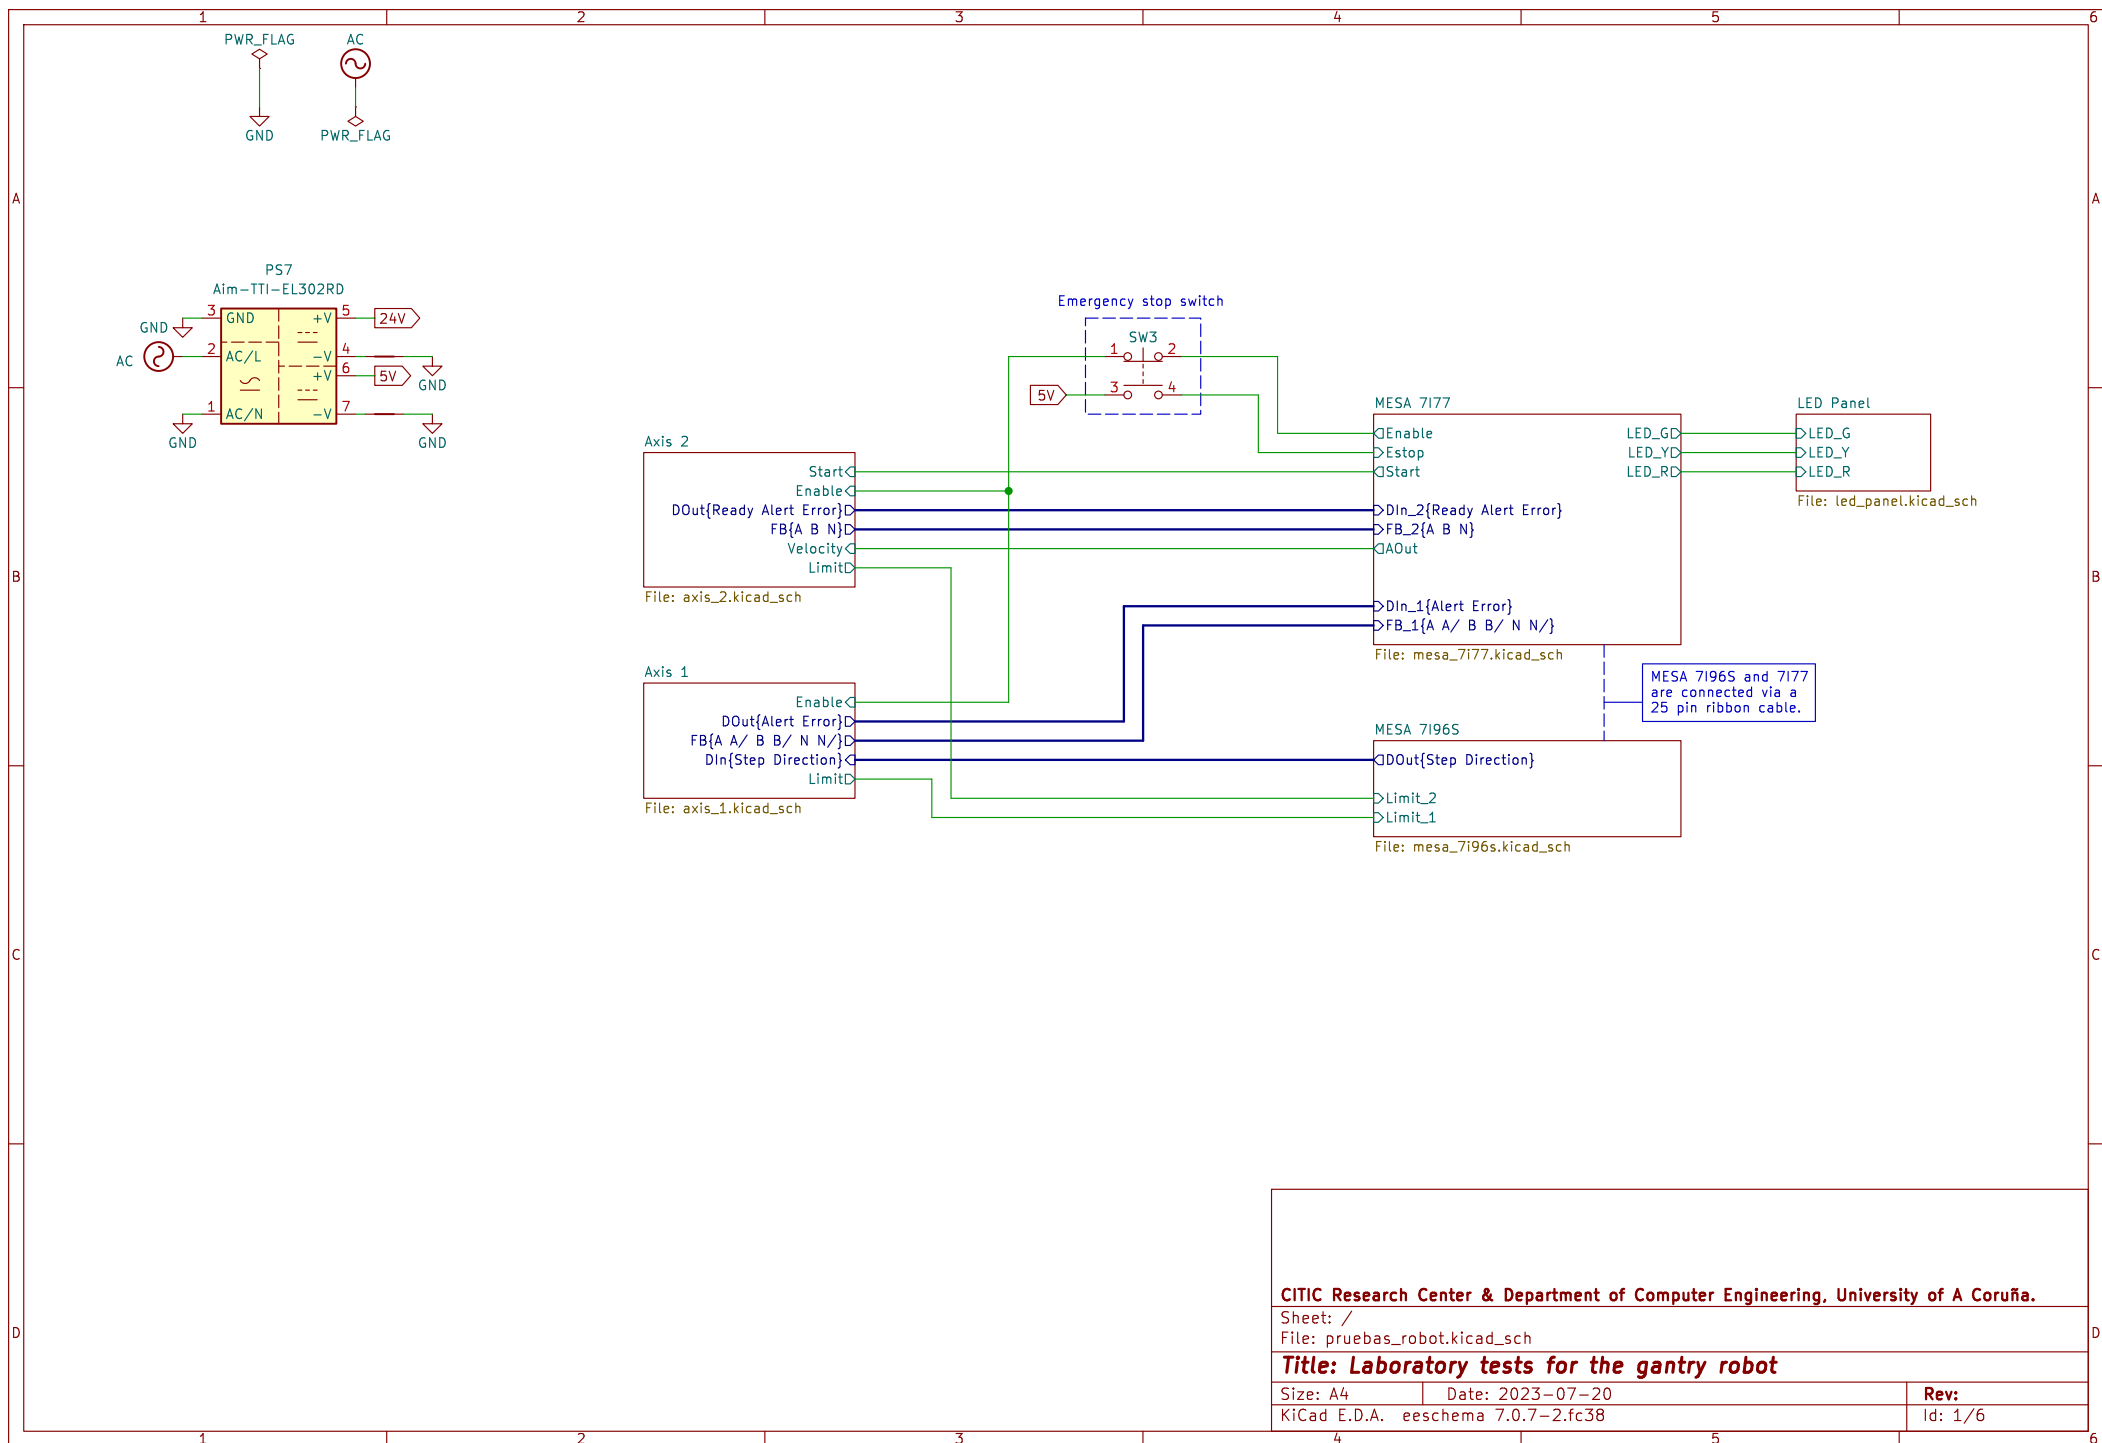 1 2 3 4 5 6
PWR_FLAG
GND
AC
PWR_FLAG
A A
PS7
Aim-TTI-EL302RD
GND
3 GND
AC
2 AC/L
1 AC/N
GND
+V 5 24V
-V 4
+V 6 5V
GND
-V 7
GND
Emergency stop switch
SW3
1 2
5V
3 4
MESA 7I77
Enable
Estop
Start
DIn_2{Ready Alert Error}
FB_2{A B N}
AOut
DIn_1{Alert Error}
FB_1{A A/ B B/ N N/}
LED_G
LED_Y
LED_R
File: mesa_7i77.kicad_sch
LED Panel
LED_G
LED_Y
LED_R
File: led_panel.kicad_sch
Axis 2
Start
Enable
DOut{Ready Alert Error}
FB{A B N}
Velocity
Limit
File: axis_2.kicad_sch
B B
Axis 1
Enable
DOut{Alert Error}
FB{A A/ B B/ N N/}
DIn{Step Direction}
Limit
File: axis_1.kicad_sch
MESA 7I96S and 7I77
are connected via a
25 pin ribbon cable.
MESA 7I96S
DOut{Step Direction}
Limit_2
Limit_1
File: mesa_7i96s.kicad_sch
C C
D D
CITIC Research Center & Department of Computer Engineering, University of A Coruña.
Sheet: /
File: pruebas_robot.kicad_sch
Title: Laboratory tests for the gantry robot
Size: A4 Date: 2023-07-20 Rev:
KiCad E.D.A. eeschema 7.0.7-2.fc38 Id: 1/6
1 2 3 4 5 6